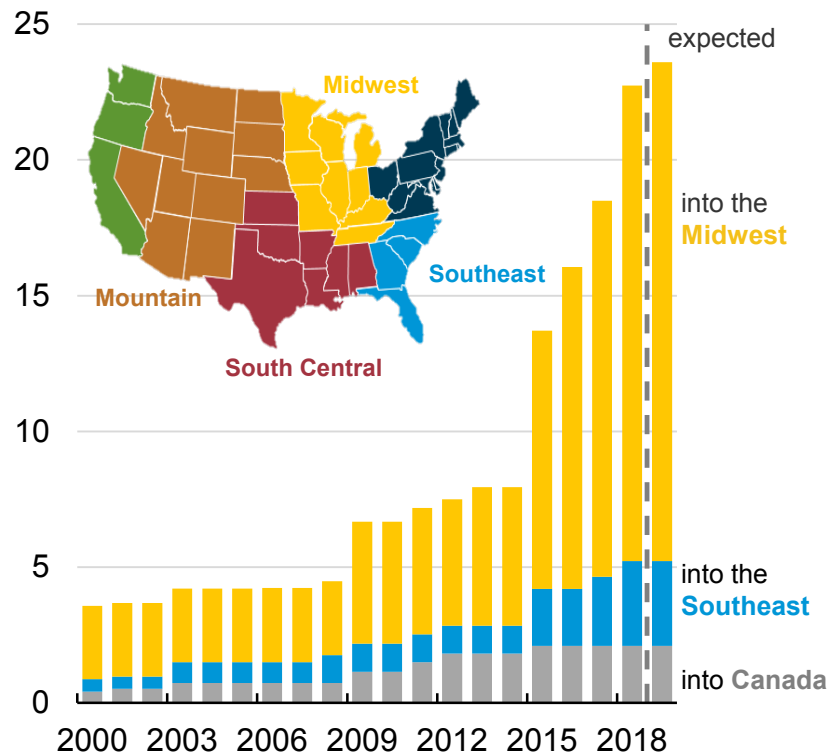 25
expected
Midwest
20
into the
Midwest
Southeast
15
Mountain
South Central
10
5
into the
Southeast
into Canada
0
2000 2003 2006 2009 2012 2015 2018